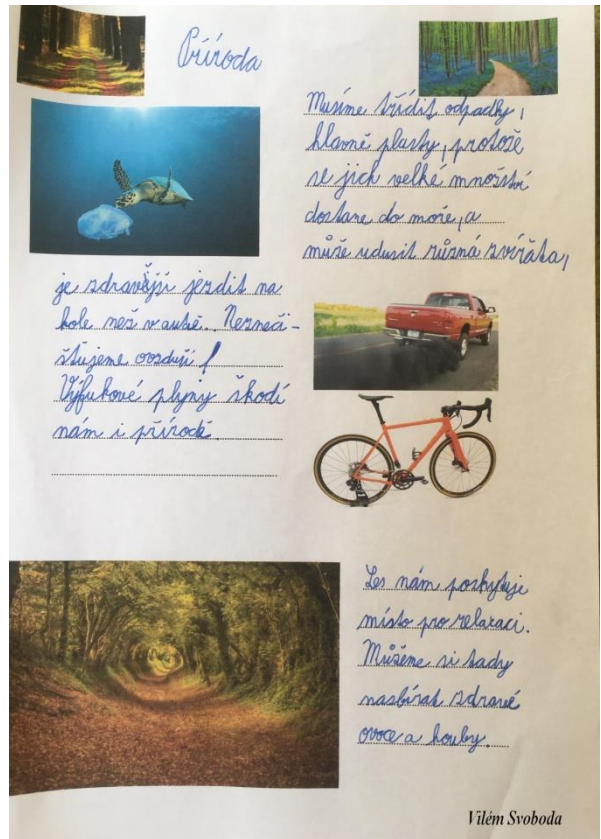 Příroda
Musíme třídit odpadky,
hlavně plasty, protože
se jich velké množství
dostane do moře, a
může udusit různá zvířata,
je zdravější jezdit na
kole než v autě. Nezneči-
šťujeme ovzduší!
Výfukové plyny škodí
nám i přírodě.
Les nám poskytuje
místo pro relaxaci.
Můžeme si tady
nasbírat zdravé
ovoce a houby.
Vilém Svoboda